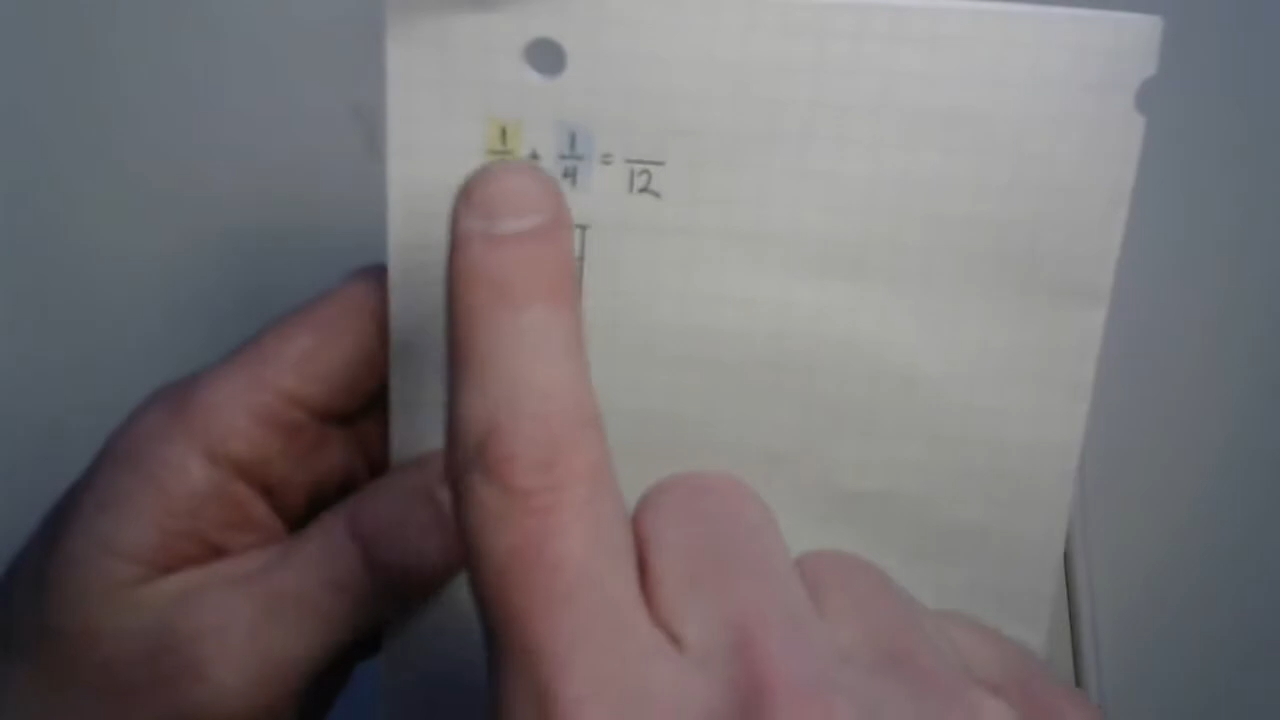 1 + 1/4 = /12